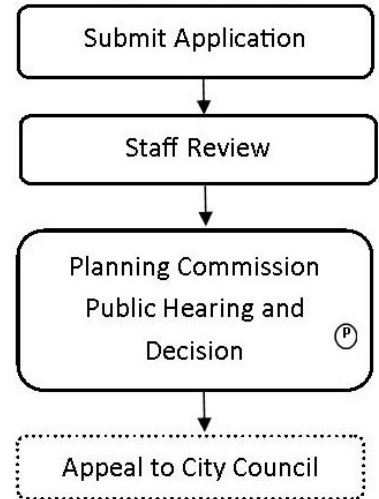 Submit Application
Staff Review
Planning Commission
Public Hearing and
Decision
P
Appeal to City Council